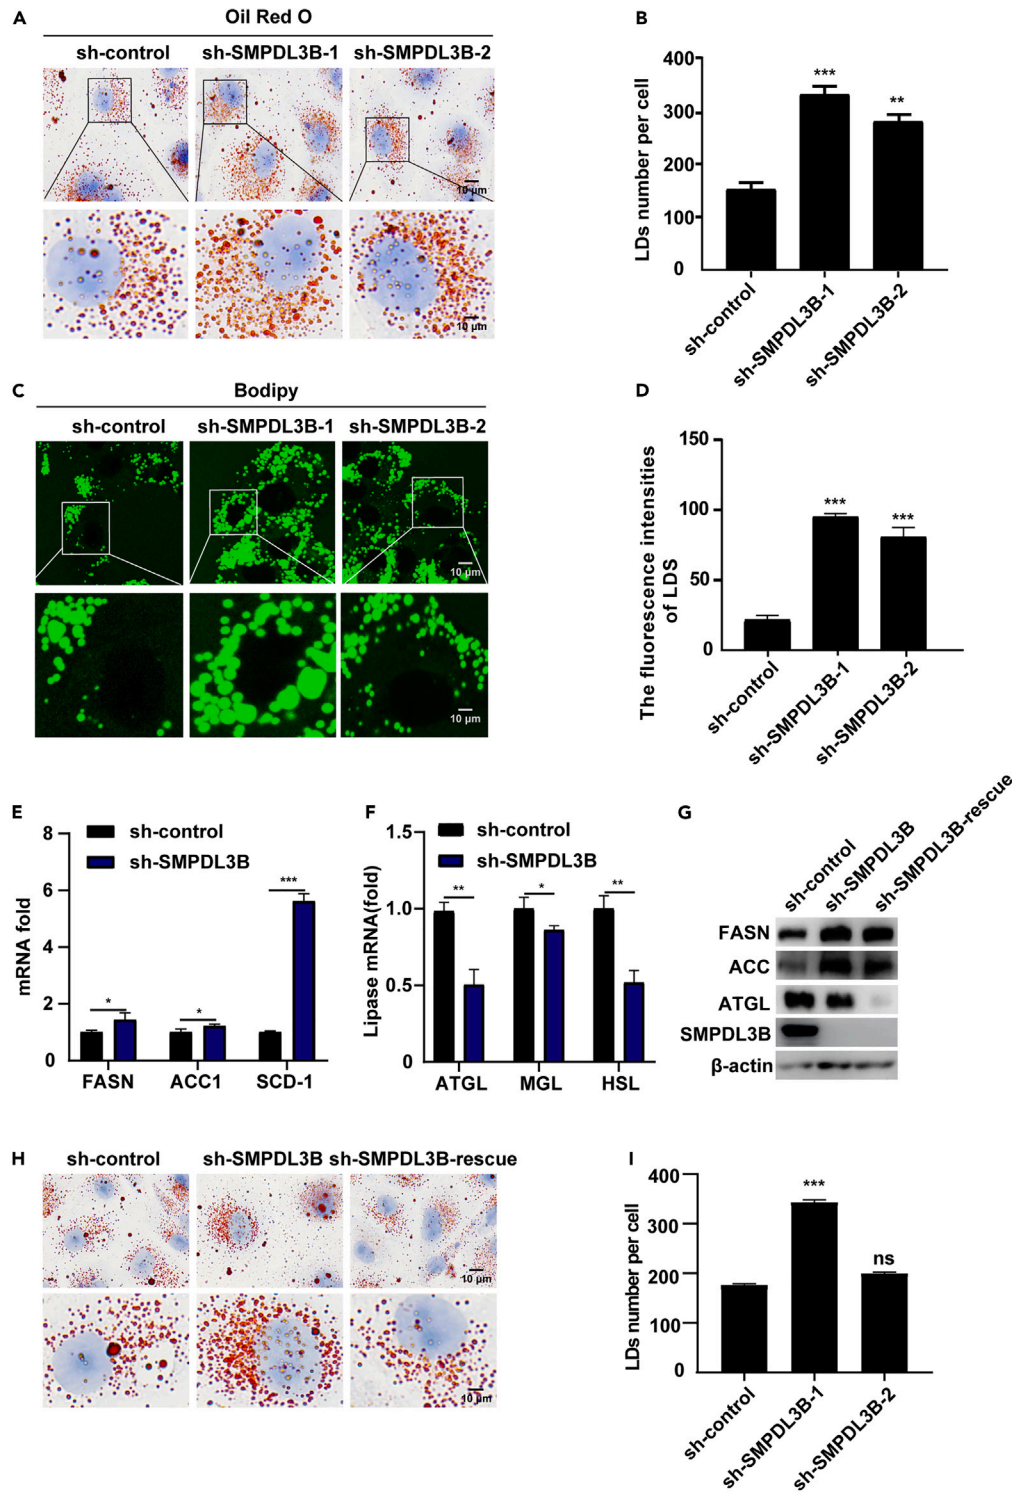 A
Oil Red O
sh-control sh-SMPDL3B-1 sh-SMPDL3B-2
10 μm
10 μm
B
LDs number per cell
400
300
200
100
0
***
**
sh-control
sh-SMPDL3B-1
sh-SMPDL3B-2
C
Bodipy
sh-control sh-SMPDL3B-1 sh-SMPDL3B-2
10 μm
10 μm
D
The fluorescence intensities
of LDS
150
100
50
0
***
***
sh-control
sh-SMPDL3B-1
sh-SMPDL3B-2
E
mRNA fold
8
6
4
2
0
sh-control
sh-SMPDL3B
*
*
***
FASN ACC1 SCD-1
F
Lipase mRNA(fold)
1.5
1.0
0.5
0
sh-control
sh-SMPDL3B
**
*
**
ATGL MGL HSL
G
sh-control
sh-SMPDL3B
sh-SMPDL3B-rescue
FASN
ACC
ATGL
SMPDL3B
β-actin
H
sh-control sh-SMPDL3B sh-SMPDL3B-rescue
10 μm
10 μm
I
LDs number per cell
400
300
200
100
0
***
ns
sh-control
sh-SMPDL3B-1
sh-SMPDL3B-2